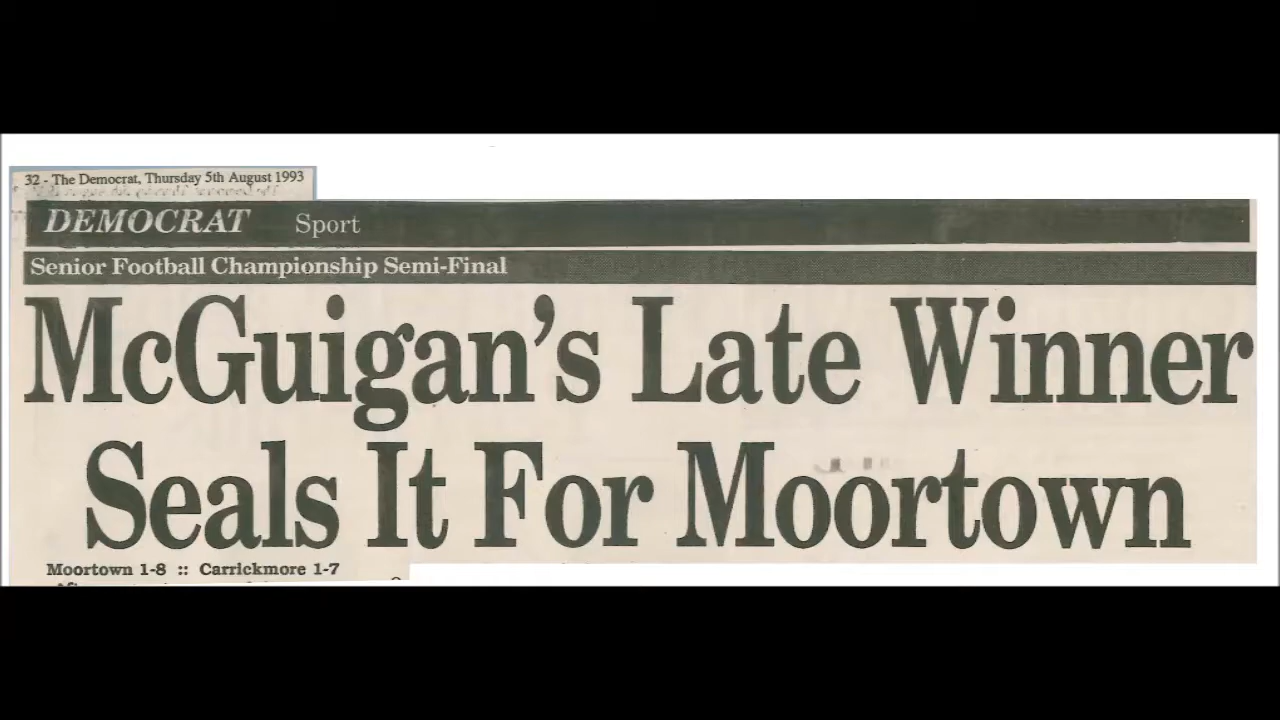 32 - The Democrat, Thursday 5th August 1993
DEMOCRAT Sport
Senior Football Championship Semi-Final
McGuigan's Late Winner
Seals It For Moortown
Moortown 1-8 :: Carrickmore 1-7